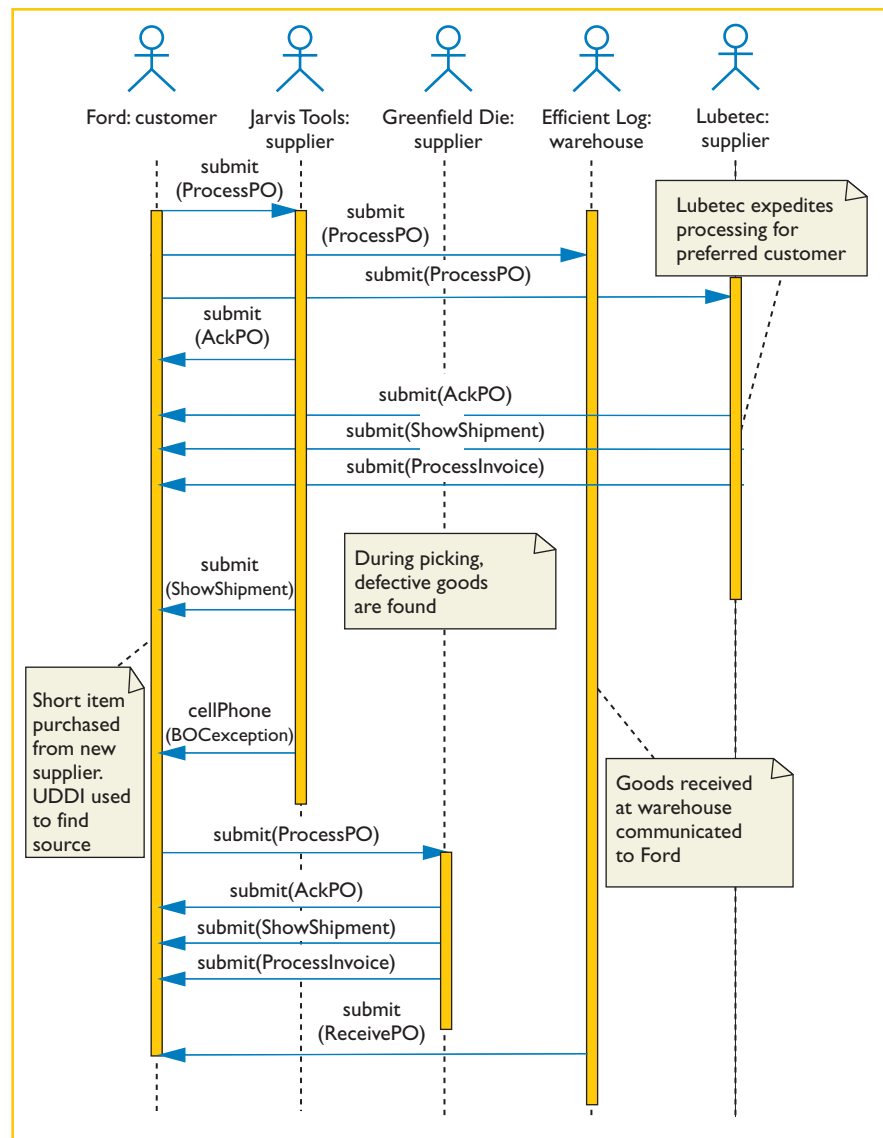 Ford: customer
Jarvis Tools:
supplier
Greenfield Die:
supplier
Efficient Log:
warehouse
Lubetec:
supplier
submit
(ProcessPO)
submit
(ProcessPO)
Lubetec expedites
processing for
preferred customer
submit(ProcessPO)
submit
(AckPO)
submit(AckPO)
submit(ShowShipment)
submit(ProcessInvoice)
During picking,
defective goods
are found
submit
(ShowShipment)
Short item
purchased
from new
supplier.
UDDI used
to find
source
cellPhone
(BOCexception)
Goods received
at warehouse
communicated
to Ford
submit(ProcessPO)
submit(AckPO)
submit(ShowShipment)
submit(ProcessInvoice)
submit
(ReceivePO)